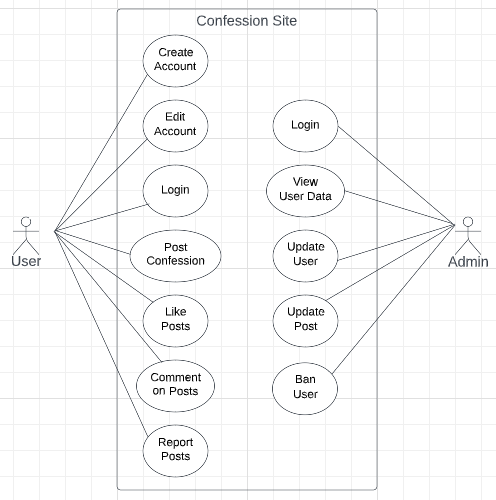 Confession Site
Create
Account
Edit
Account
Login
Post
Confession
Like
Posts
Comment
on Posts
Report
Posts
Login
View
User Data
Update
User
Update
Post
Ban
User
User
Admin